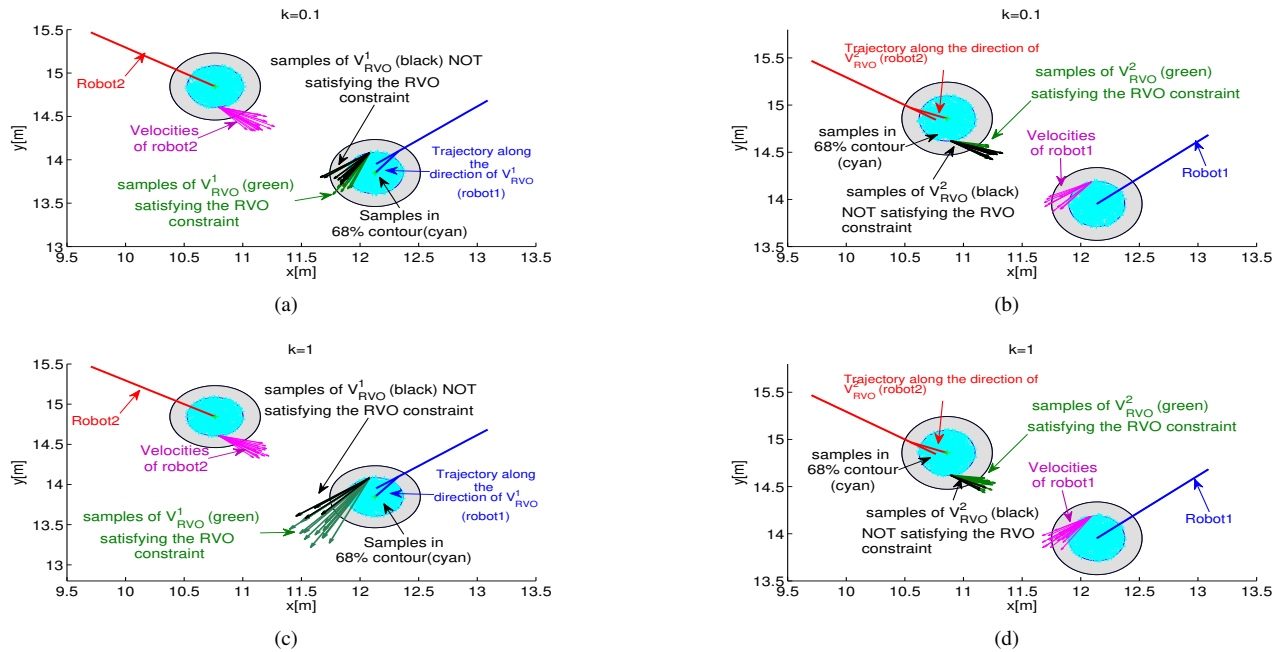 k=0.1
15.5
15
14.5
14
13.5
13
y[m]
9.5 10 10.5 11 11.5 12 12.5 13 13.5
x[m]
Robot2
samples of V¹RVO (black) NOT
satisfying the RVO
constraint
Velocities
of robot2
samples of V¹RVO (green)
satisfying the RVO
constraint
Trajectory along
the
direction of V¹RVO
(robot1)
Samples in
68% contour(cyan)
(a)
k=0.1
15.5
15
14.5
14
13.5
y[m]
9.5 10 10.5 11 11.5 12 12.5 13 13.5
x[m]
Trajectory along the direction of
V²RVO (robot2)
samples of V²RVO (green)
satisfying the RVO constraint
samples in
68% contour
(cyan)
Velocities
of robot1
samples of V²RVO (black)
NOT satisfying the RVO
constraint
Robot1
(b)
k=1
15.5
15
14.5
14
13.5
13
y[m]
9.5 10 10.5 11 11.5 12 12.5 13 13.5
x[m]
Robot2
samples of V¹RVO (black) NOT
satisfying the RVO constraint
Velocities
of robot2
samples of V¹RVO (green)
satisfying the RVO
constraint
Trajectory along
the
direction of V¹RVO
(robot1)
Samples in
68% contour(cyan)
(c)
k=1
15.5
15
14.5
14
13.5
y[m]
9.5 10 10.5 11 11.5 12 12.5 13 13.5
x[m]
Trajectory along the direction of
V²RVO (robot2)
samples of V²RVO (green)
satisfying the RVO constraint
samples in
68% contour
(cyan)
Velocities
of robot1
samples of V²RVO (black)
NOT satisfying the RVO
constraint
Robot1
(d)